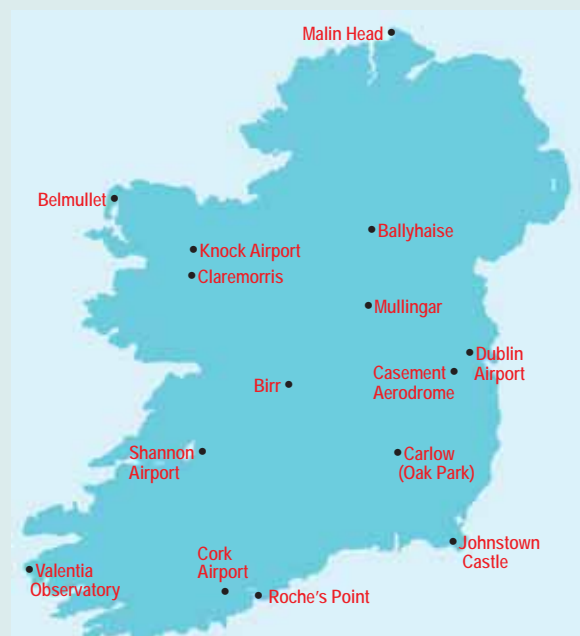 Malin Head
Belmullet
Ballyhaise
Knock Airport
Claremorris
Mullingar
Dublin
Airport
Casement
Aerodrome
Birr
Shannon
Airport
Carlow
(Oak Park)
Johnstown
Castle
Cork
Airport
Valentia
Observatory
Roche's Point